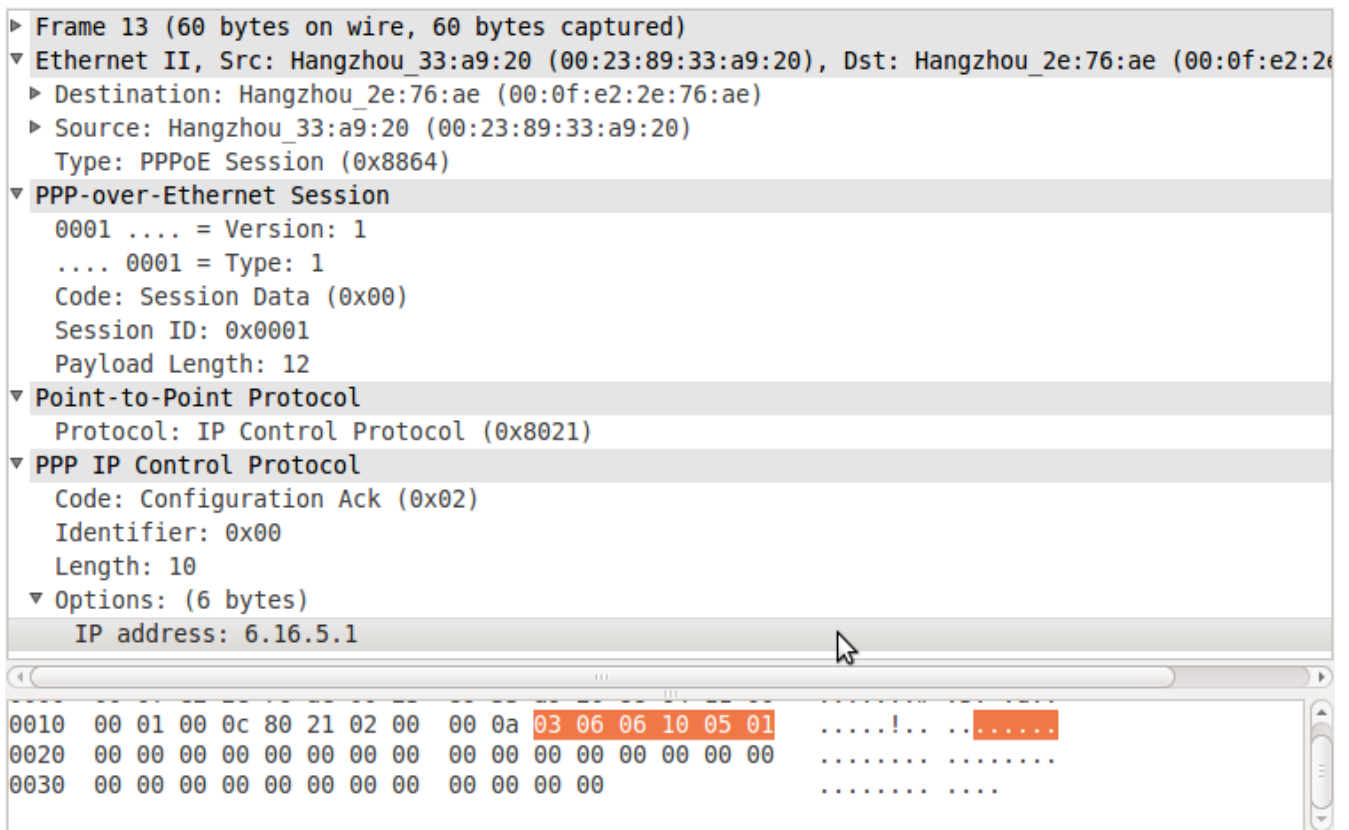 Frame 13 (60 bytes on wire, 60 bytes captured)
Ethernet II, Src: Hangzhou_33:a9:20 (00:23:89:33:a9:20), Dst: Hangzhou_2e:76:ae (00:0f:e2:2e
Destination: Hangzhou_2e:76:ae (00:0f:e2:2e:76:ae)
Source: Hangzhou_33:a9:20 (00:23:89:33:a9:20)
Type: PPPoE Session (0x8864)
PPP-over-Ethernet Session
0001 .... = Version: 1
.... 0001 = Type: 1
Code: Session Data (0x00)
Session ID: 0x0001
Payload Length: 12
Point-to-Point Protocol
Protocol: IP Control Protocol (0x8021)
PPP IP Control Protocol
Code: Configuration Ack (0x02)
Identifier: 0x00
Length: 10
Options: (6 bytes)
IP address: 6.16.5.1
0010 00 01 00 0c 80 21 02 00 00 0a 03 06 06 10 05 01 .....!.. ........
0020 00 00 00 00 00 00 00 00 00 00 00 00 00 00 00 00 ........ ........
0030 00 00 00 00 00 00 00 00 00 00 00 00 ........ ....